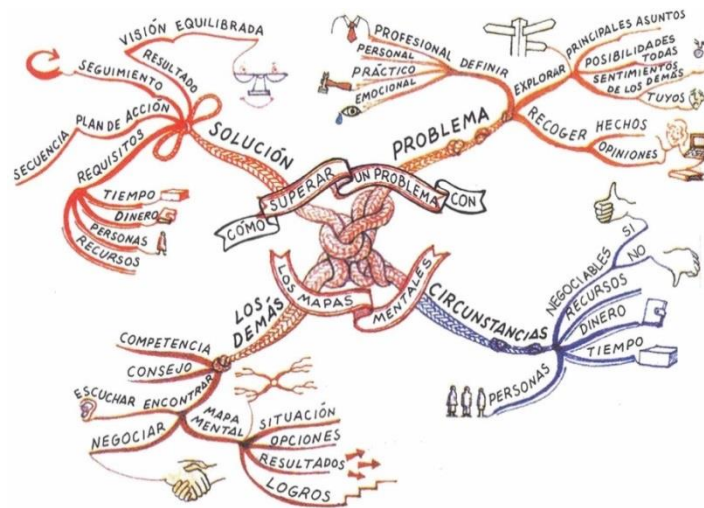 CÓMO
SUPERAR
UN PROBLEMA
CON
LOS MAPAS
MENTALES
PROBLEMA
DEFINIR
PROFESIONAL
PERSONAL
PRÁCTICO
EMOCIONAL
EXPLORAR
PRINCIPALES ASUNTOS
POSIBILIDADES
TODAS
SENTIMIENTOS
DE LOS DEMÁS
TUYOS
RECOGER
HECHOS
OPINIONES
CIRCUNSTANCIAS
NEGOCIABLES
SI
NO
RECURSOS
DINERO
TIEMPO
PERSONAS
LOS DEMÁS
COMPETENCIA
CONSEJO
ENCONTRAR
ESCUCHAR
NEGOCIAR
MAPA
MENTAL
SITUACIÓN
OPCIONES
RESULTADOS
LOGROS
SOLUCIÓN
VISIÓN EQUILIBRADA
RESULTADO
SEGUIMIENTO
PLAN DE ACCIÓN
SECUENCIA
REQUISITOS
TIEMPO
DINERO
PERSONAS
RECURSOS